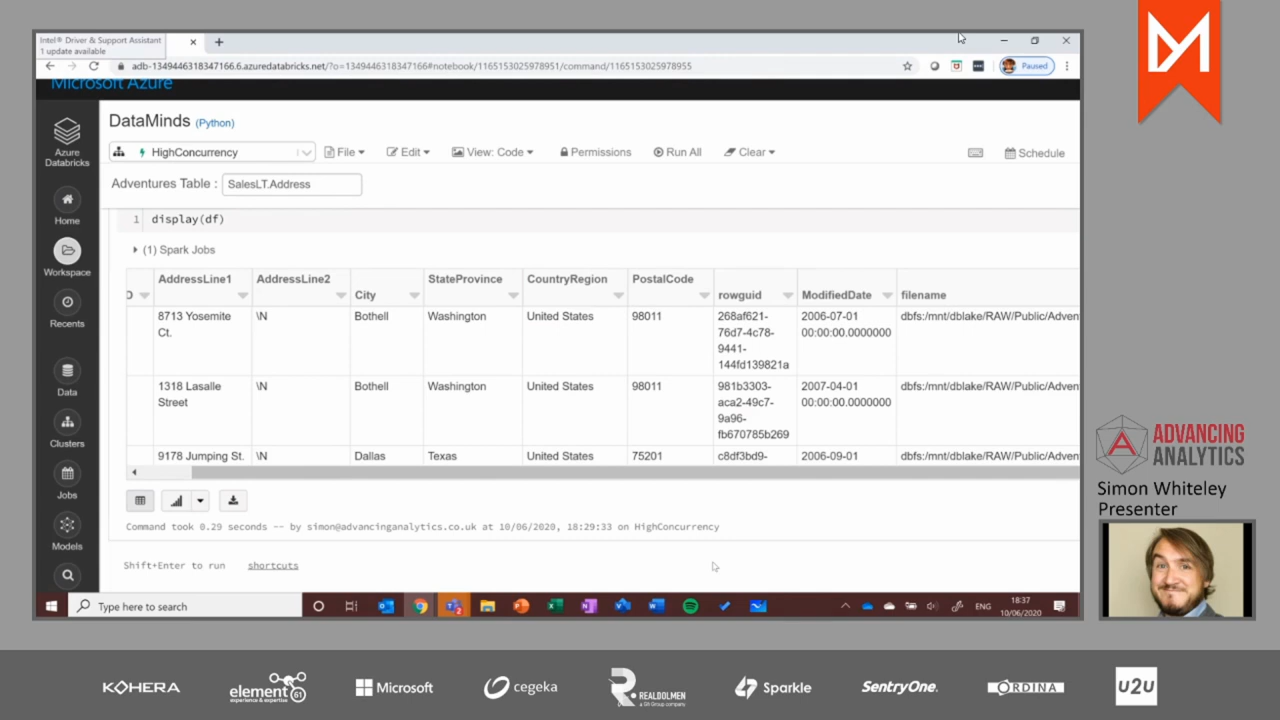 Intel® Driver & Support Assistant
1 update available
adb-1349446318347166.6.azuredatabricks.net/?o=1349446318347166#notebook/1165153025978951/command/1165153025978955
Paused
Microsoft Azure
DataMinds (Python)
HighConcurrency
File
Edit
View: Code
Permissions
Run All
Clear
Schedule
Adventures Table :
SalesLT.Address
Azure
Databricks
Home
Workspace
Recents
Data
Clusters
Jobs
Models
1 display(df)
(1) Spark Jobs
D AddressLine1 AddressLine2 City StateProvince CountryRegion PostalCode rowguid ModifiedDate filename
8713 Yosemite Ct. \N Bothell Washington United States 98011 268af621-76d7-4c78-9441-144fd139821a 2006-07-01 00:00:00.0000000 dbfs:/mnt/dblake/RAW/Public/Adven
1318 Lasalle Street \N Bothell Washington United States 98011 981b3303-aca2-49c7-9a96-fb670785b269 2007-04-01 00:00:00.0000000 dbfs:/mnt/dblake/RAW/Public/Adven
9178 Jumping St. \N Dallas Texas United States 75201 c8df3bd9- 2006-09-01 dbfs:/mnt/dblake/RAW/Public/Adven
Command took 0.29 seconds -- by simon@advancinganalytics.co.uk at 10/06/2020, 18:29:33 on HighConcurrency
Shift+Enter to run shortcuts
Type here to search
ENG
18:37
10/06/2020
ADVANCING
ANALYTICS
Simon Whiteley
Presenter
KOHERA
element 61
experience & expertise
Microsoft
cegeka
REALDOLMEN
a Gfi Group company
Sparkle
SentryOne.
ORDINA
U2U